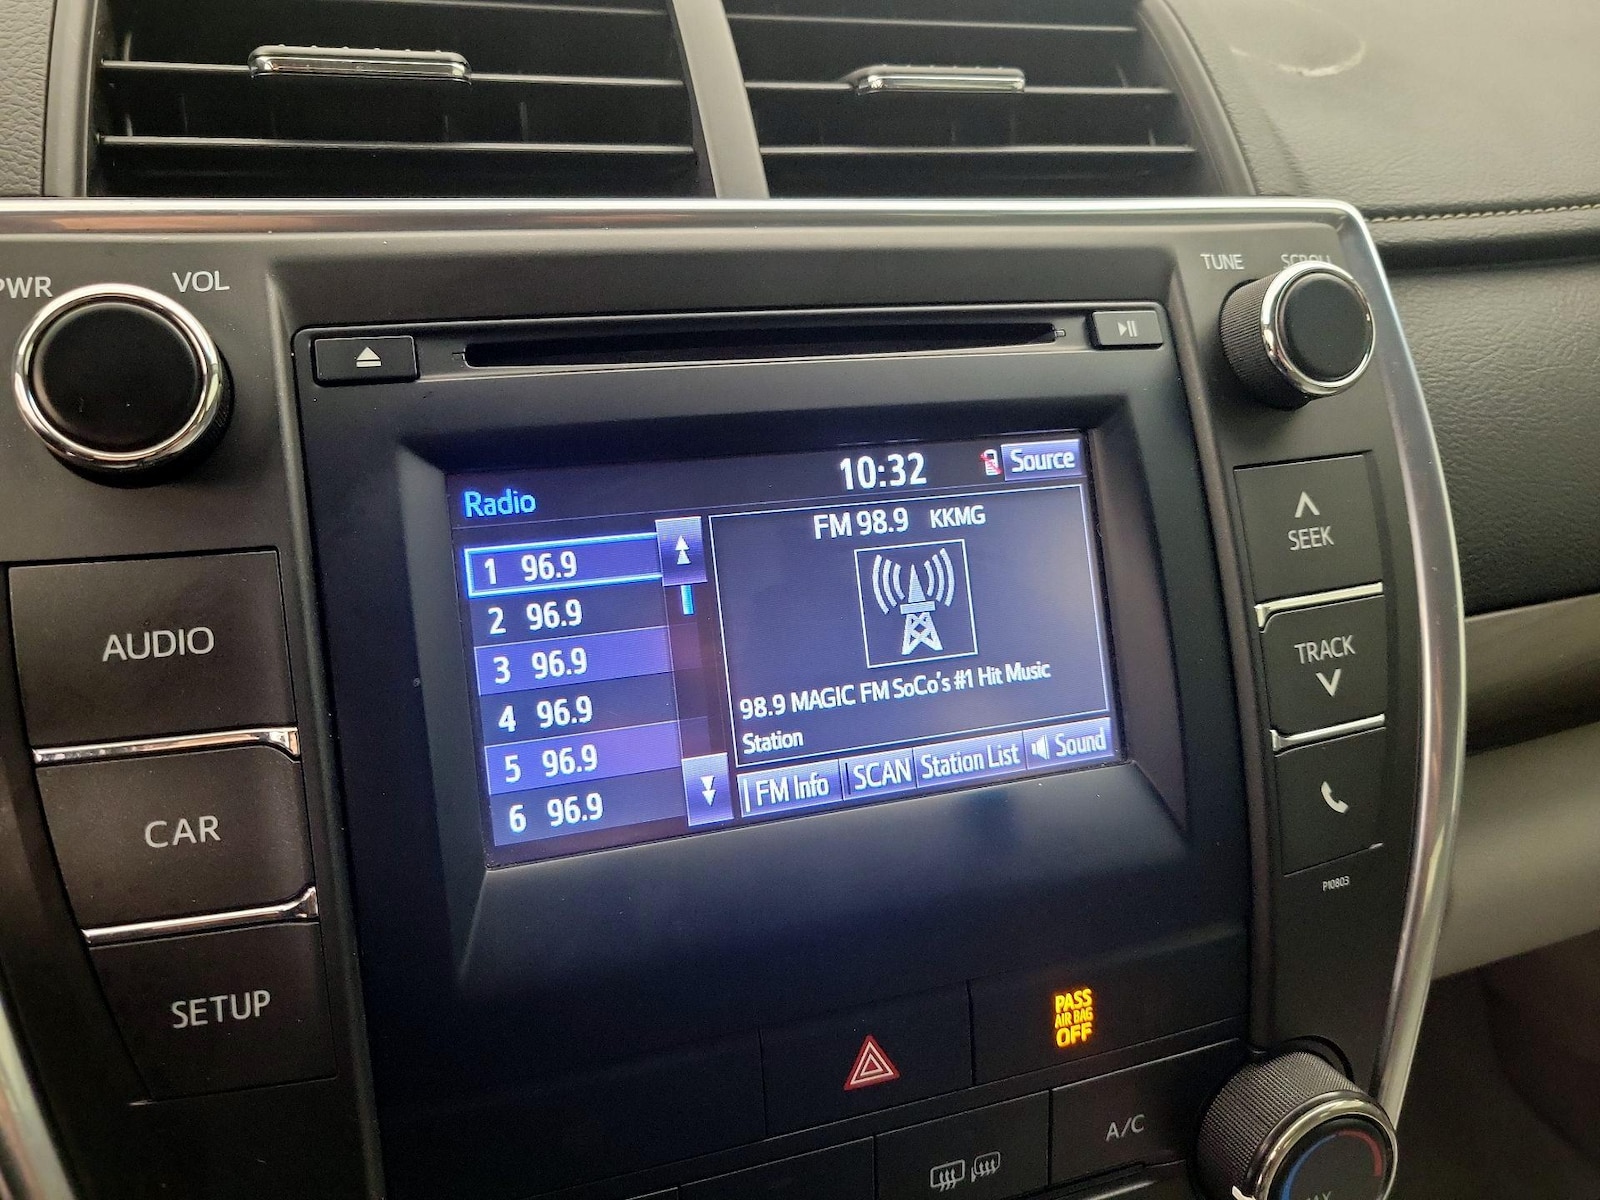 PWR
VOL
TUNE
SCROLL
Radio
10:32
Source
FM 98.9 KKMG
1 96.9
2 96.9
3 96.9
4 96.9
5 96.9
6 96.9
98.9 MAGIC FM SoCo's #1 Hit Music
Station
FM Info
SCAN
Station List
Sound
AUDIO
CAR
SETUP
SEEK
TRACK
P10803
PASS
AIR BAG
OFF
A/C